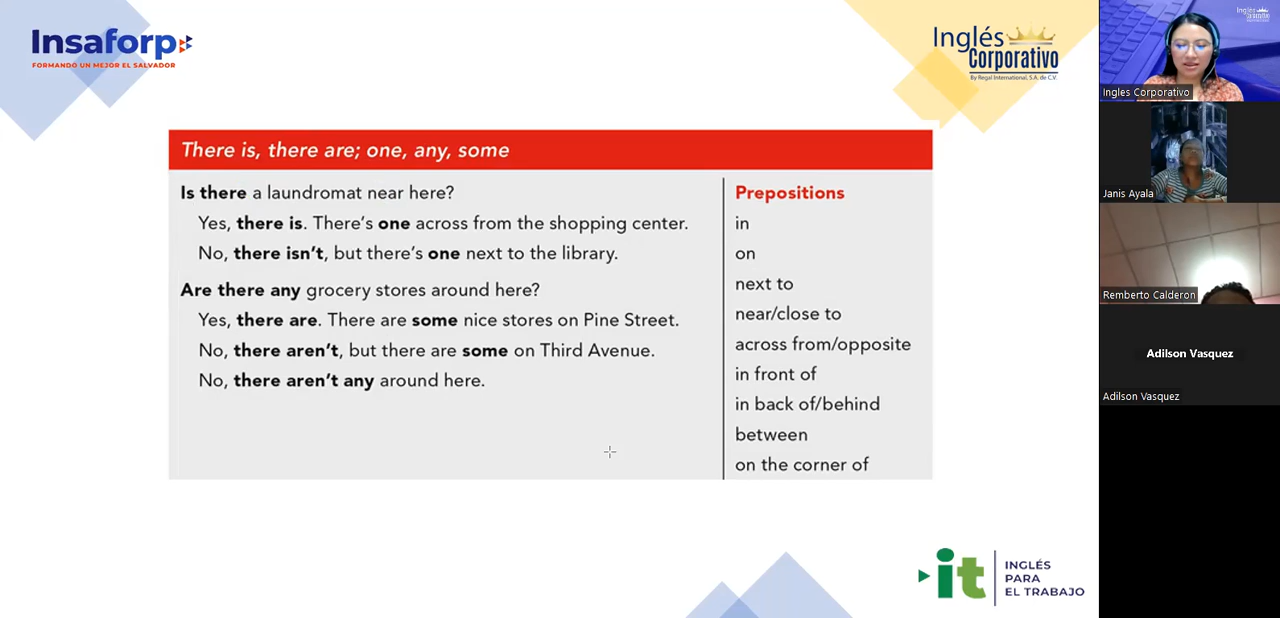 Insaforp
FORMANDO UN MEJOR EL SALVADOR
Inglés
Corporativo
By Regal International, S.A. de C.V.
There is, there are; one, any, some
Is there a laundromat near here?
Yes, there is. There's one across from the shopping center.
No, there isn't, but there's one next to the library.
Are there any grocery stores around here?
Yes, there are. There are some nice stores on Pine Street.
No, there aren't, but there are some on Third Avenue.
No, there aren't any around here.
Prepositions
in
on
next to
near/close to
across from/opposite
in front of
in back of/behind
between
on the corner of
it
INGLÉS
PARA
EL TRABAJO
Inglés
Corporativo
Ingles Corporativo
Janis Ayala
Remberto Calderon
Adilson Vasquez
Adilson Vasquez